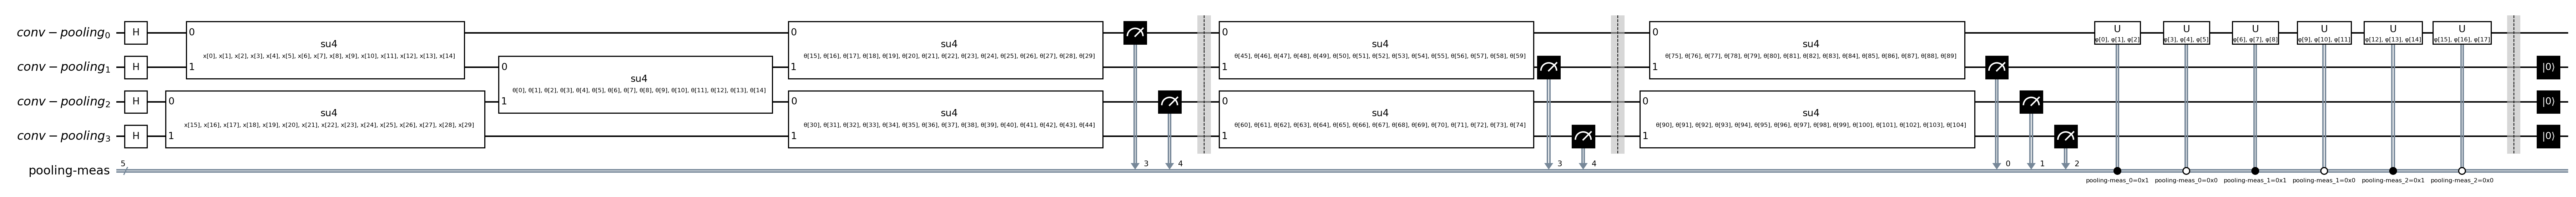 conv − pooling0 H 0 su4 0 su4 0 su4 0 su4 U U U U U U
x[0], x[1], x[2], x[3], x[4], x[5], x[6], x[7], x[8], x[9], x[10], x[11], x[12], x[13], x[14]
θ[15], θ[16], θ[17], θ[18], θ[19], θ[20], θ[21], θ[22], θ[23], θ[24], θ[25], θ[26], θ[27], θ[28], θ[29]
θ[45], θ[46], θ[47], θ[48], θ[49], θ[50], θ[51], θ[52], θ[53], θ[54], θ[55], θ[56], θ[57], θ[58], θ[59]
θ[75], θ[76], θ[77], θ[78], θ[79], θ[80], θ[81], θ[82], θ[83], θ[84], θ[85], θ[86], θ[87], θ[88], θ[89]
φ[0], φ[1], φ[2] φ[3], φ[4], φ[5] φ[6], φ[7], φ[8] φ[9], φ[10], φ[11] φ[12], φ[13], φ[14] φ[15], φ[16], φ[17]
conv − pooling1 H 1 0 su4 1 1 1 |0⟩
θ[0], θ[1], θ[2], θ[3], θ[4], θ[5], θ[6], θ[7], θ[8], θ[9], θ[10], θ[11], θ[12], θ[13], θ[14]
conv − pooling2 H 0 su4 1 0 su4 0 su4 0 su4 |0⟩
x[15], x[16], x[17], x[18], x[19], x[20], x[21], x[22], x[23], x[24], x[25], x[26], x[27], x[28], x[29]
θ[30], θ[31], θ[32], θ[33], θ[34], θ[35], θ[36], θ[37], θ[38], θ[39], θ[40], θ[41], θ[42], θ[43], θ[44]
θ[60], θ[61], θ[62], θ[63], θ[64], θ[65], θ[66], θ[67], θ[68], θ[69], θ[70], θ[71], θ[72], θ[73], θ[74]
θ[90], θ[91], θ[92], θ[93], θ[94], θ[95], θ[96], θ[97], θ[98], θ[99], θ[100], θ[101], θ[102], θ[103], θ[104]
conv − pooling3 H 1 1 1 1 |0⟩
pooling-meas 5 3 4 3 4 0 1 2
pooling-meas_0=0x1 pooling-meas_0=0x0 pooling-meas_1=0x1 pooling-meas_1=0x0 pooling-meas_2=0x1 pooling-meas_2=0x0